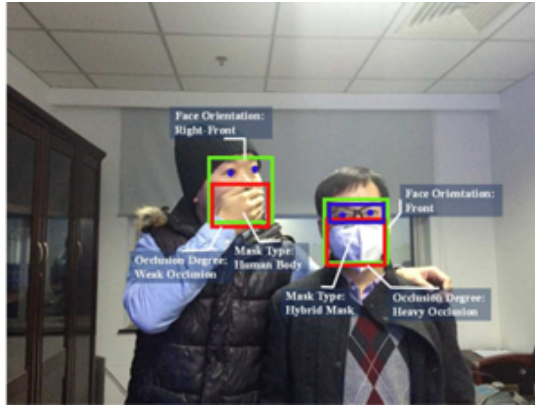 Face Orientation:
Right-Front
Face Orientation:
Front
Occlusion Degree:
Weak Occlusion
Mask Type:
Human Body
Mask Type:
Hybrid Mask
Occlusion Degree:
Heavy Occlusion